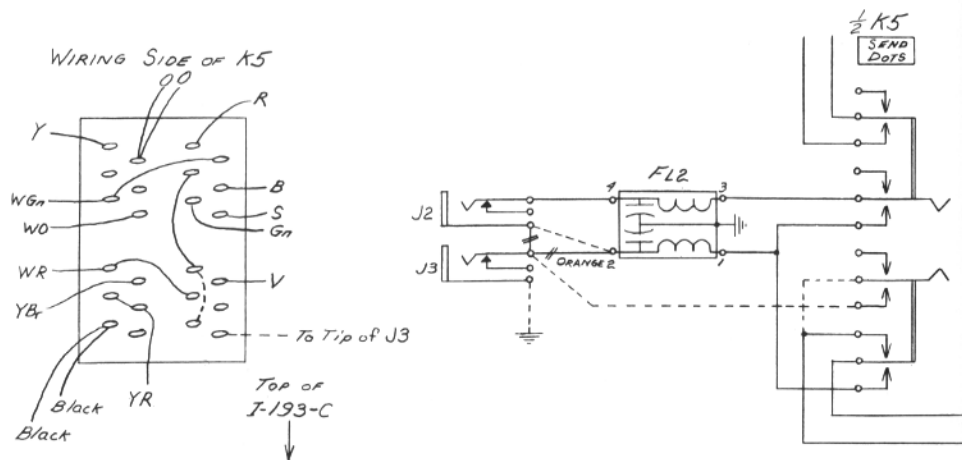 WIRING SIDE OF K5
Y
R
WGn
B
WO
S
Gn
WR
V
YBr
To Tip of J3
Black
Black
YR
TOP OF
I-193-C
½ K5
SEND
DOTS
FL2
4
3
J2
J3
ORANGE 2
1